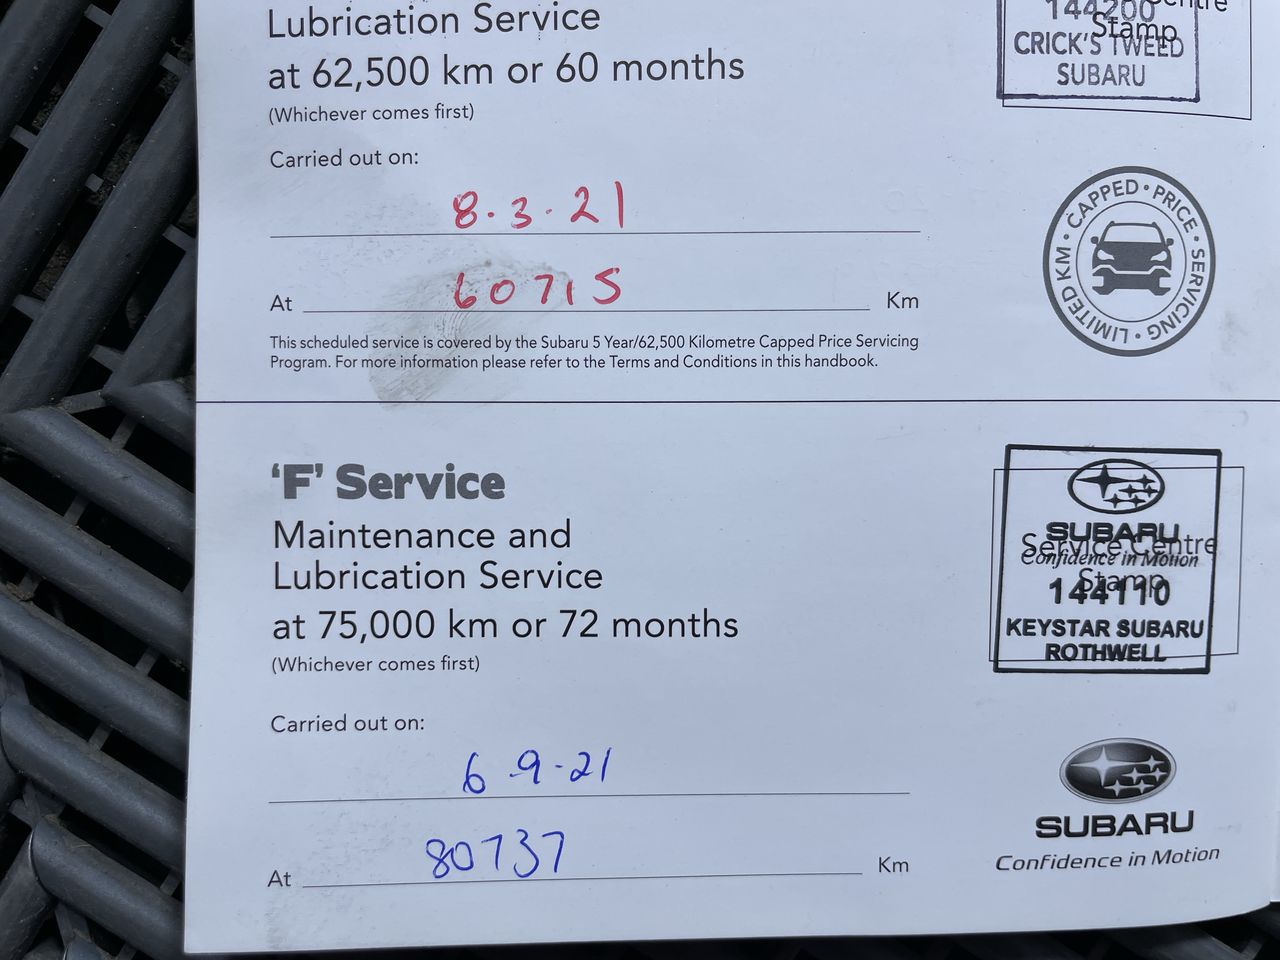 Lubrication Service
at 62,500 km or 60 months
(Whichever comes first)
144200
Centre
Stamp
CRICK'S TWEED
SUBARU
Carried out on:
8.3.21
At 60715 Km
LIMITED KM • CAPPED • PRICE • SERVICING •
This scheduled service is covered by the Subaru 5 Year/62,500 Kilometre Capped Price Servicing
Program. For more information please refer to the Terms and Conditions in this handbook.
'F' Service
Maintenance and
Lubrication Service
at 75,000 km or 72 months
(Whichever comes first)
SUBARU
Service Centre
Confidence in Motion
Stamp
144110
KEYSTAR SUBARU
ROTHWELL
Carried out on:
6.9-21
At 80737 Km
SUBARU
Confidence in Motion